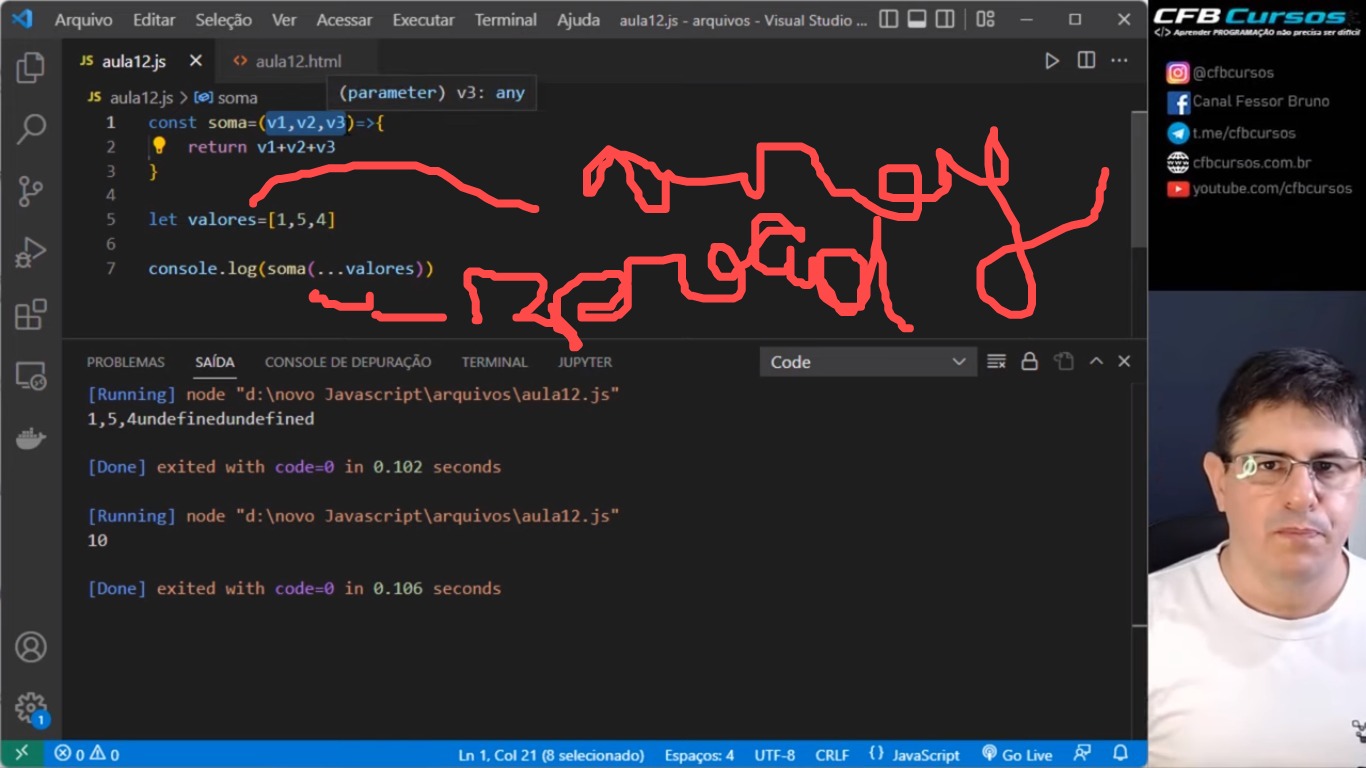 Arquivo Editar Seleção Ver Acessar Executar Terminal Ajuda aula12.js - arquivos - Visual Studio ...
JS aula12.js × <> aula12.html
JS aula12.js > soma
(parameter) v3: any
1 const soma=(v1,v2,v3)=>{
2 return v1+v2+v3
3 }
4
5 let valores=[1,5,4]
6
7 console.log(soma(...valores))
PROBLEMAS SAÍDA CONSOLE DE DEPURAÇÃO TERMINAL JUPYTER Code
[Running] node "d:\novo Javascript\arquivos\aula12.js"
1,5,4undefinedundefined
[Done] exited with code=0 in 0.102 seconds
[Running] node "d:\novo Javascript\arquivos\aula12.js"
10
[Done] exited with code=0 in 0.106 seconds
1
0 0 Ln 1, Col 21 (8 selecionado) Espaços: 4 UTF-8 CRLF {} JavaScript Go Live
CFB Cursos
</> Aprender PROGRAMAÇÃO não precisa ser difícil
@cfbcursos
Canal Fessor Bruno
t.me/cfbcursos
cfbcursos.com.br
youtube.com/cfbcursos